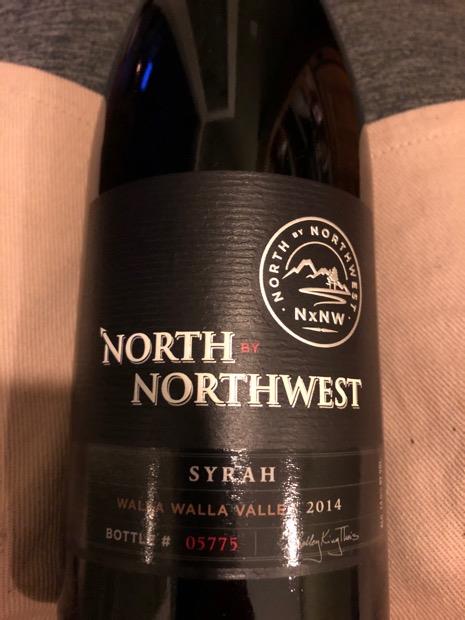 NORTH BY NORTHWEST
NxNW
NORTH BY
NORTHWEST
SYRAH
WALLA WALLA VALLEY 2014
BOTTLE # 05775